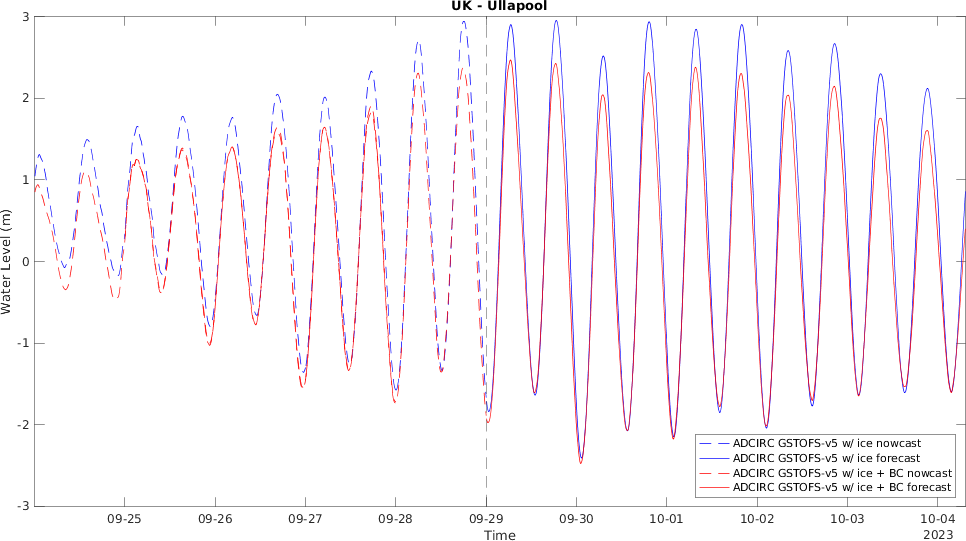 UK - Ullapool
3
2
1
0
-1
-2
-3
Water Level (m)
ADCIRC GSTOFS-v5 w/ ice nowcast
ADCIRC GSTOFS-v5 w/ ice forecast
ADCIRC GSTOFS-v5 w/ ice + BC nowcast
ADCIRC GSTOFS-v5 w/ ice + BC forecast
09-25 09-26 09-27 09-28 09-29 09-30 10-01 10-02 10-03 10-04
Time
2023